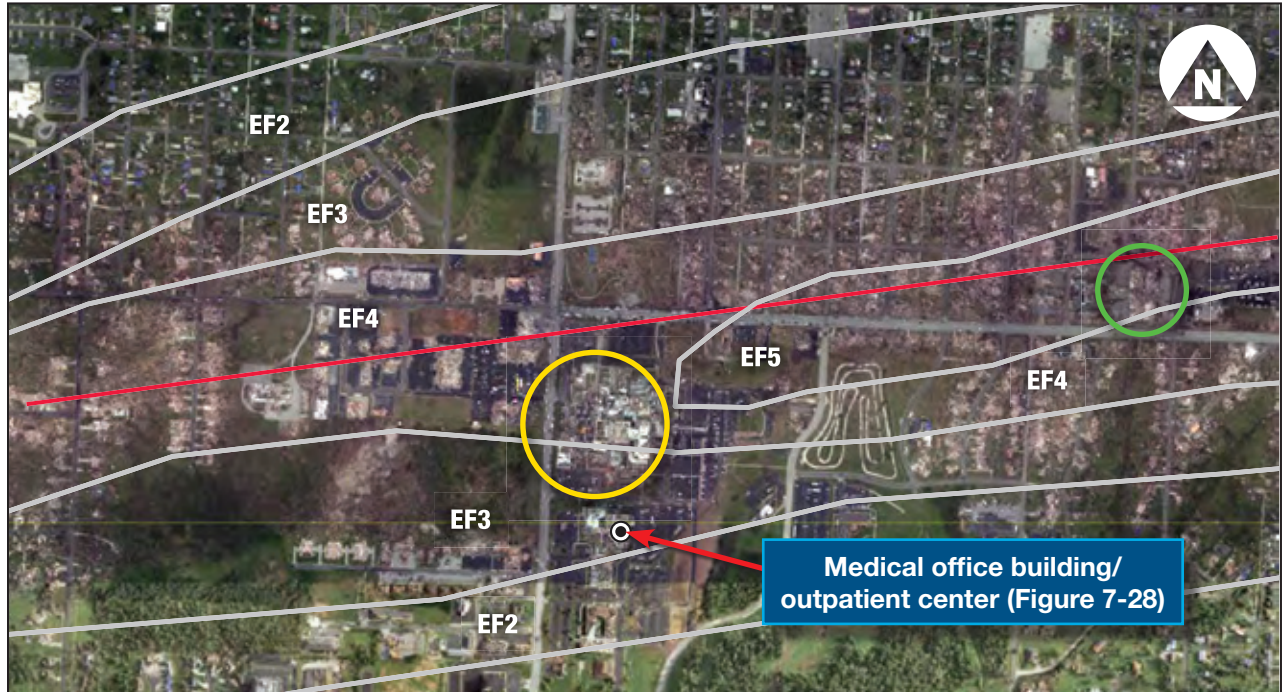 N
EF2
EF3
EF4
EF5
EF4
EF3
Medical office building/
outpatient center (Figure 7-28)
EF2